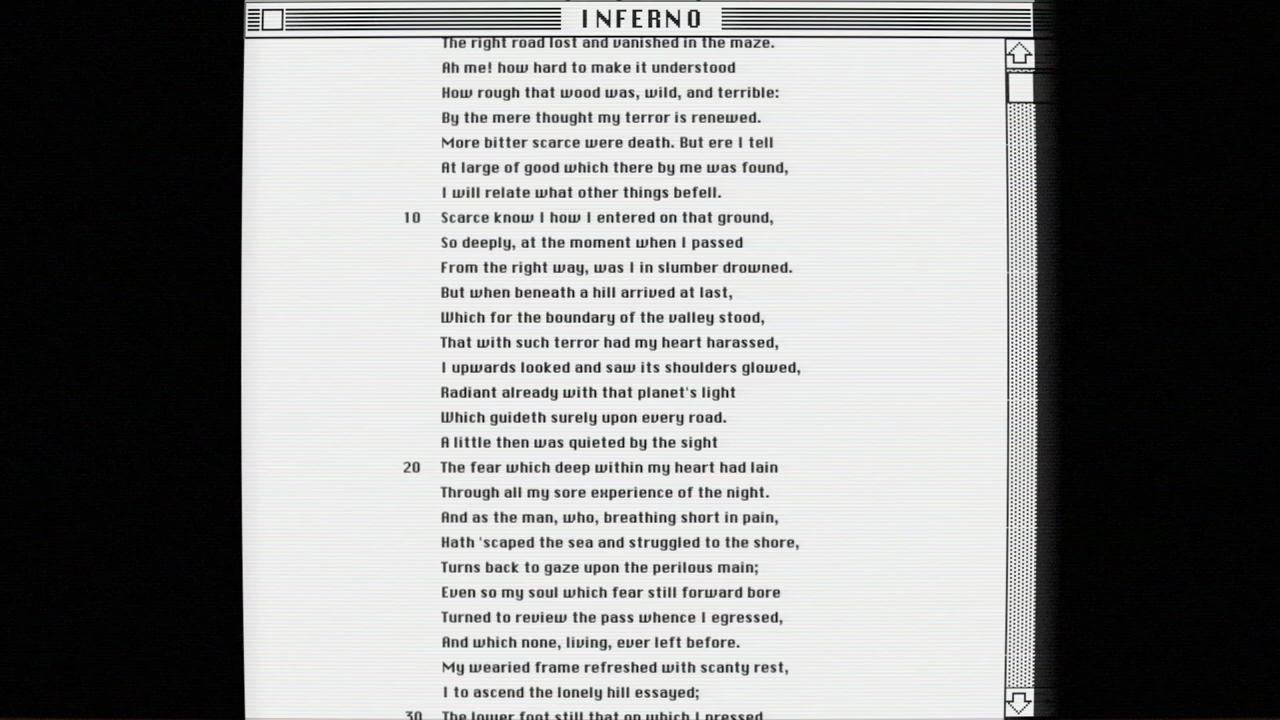 INFERNO
The right road lost and vanished in the maze.
Ah me! how hard to make it understood
How rough that wood was, wild, and terrible:
By the mere thought my terror is renewed.
More bitter scarce were death. But ere I tell
At large of good which there by me was found,
I will relate what other things befell.
10 Scarce know I how I entered on that ground,
So deeply, at the moment when I passed
From the right way, was I in slumber drowned.
But when beneath a hill arrived at last,
Which for the boundary of the valley stood,
That with such terror had my heart harassed,
I upwards looked and saw its shoulders glowed,
Radiant already with that planet's light
Which guideth surely upon every road.
A little then was quieted by the sight
20 The fear which deep within my heart had lain
Through all my sore experience of the night.
And as the man, who, breathing short in pain,
Hath 'scaped the sea and struggled to the shore,
Turns back to gaze upon the perilous main;
Even so my soul which fear still forward bore
Turned to review the pass whence I egressed,
And which none, living, ever left before.
My wearied frame refreshed with scanty rest,
I to ascend the lonely hill essayed;
30 The lower foot still that on which I pressed